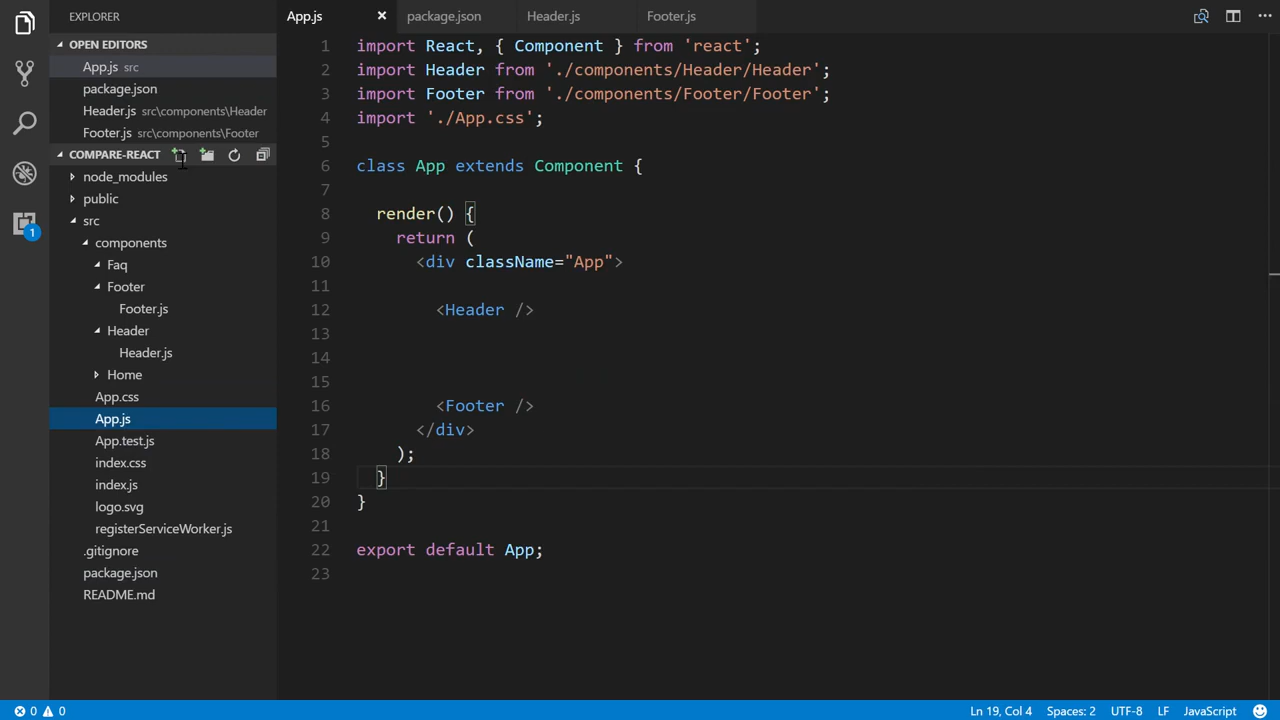 EXPLORER
OPEN EDITORS
App.js src
package.json
Header.js src\components\Header
Footer.js src\components\Footer
COMPARE-REACT
node_modules
public
src
components
Faq
Footer
Footer.js
Header
Header.js
Home
App.css
App.js
App.test.js
index.css
index.js
logo.svg
registerServiceWorker.js
.gitignore
package.json
README.md
1
App.js package.json Header.js Footer.js
1 import React, { Component } from 'react';
2 import Header from './components/Header/Header';
3 import Footer from './components/Footer/Footer';
4 import './App.css';
5
6 class App extends Component {
7
8 render() {
9 return (
10 <div className="App">
11
12 <Header />
13
14
15
16 <Footer />
17 </div>
18 );
19 }
20 }
21
22 export default App;
23
0 0 Ln 19, Col 4 Spaces: 2 UTF-8 LF JavaScript